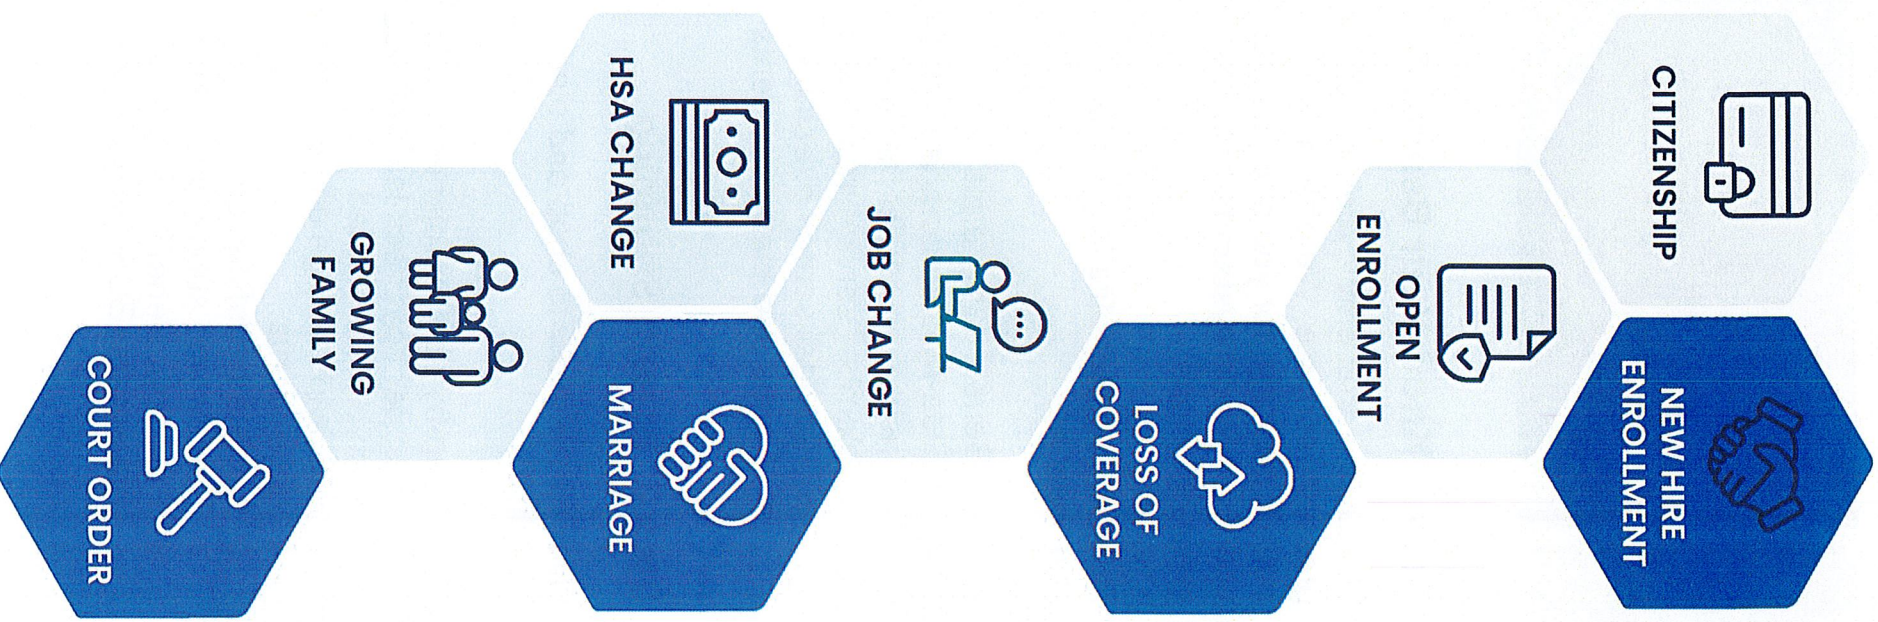 CITIZENSHIP
NEW HIRE
ENROLLMENT
OPEN
ENROLLMENT
LOSS OF
COVERAGE
JOB CHANGE
HSA CHANGE
MARRIAGE
GROWING
FAMILY
COURT ORDER